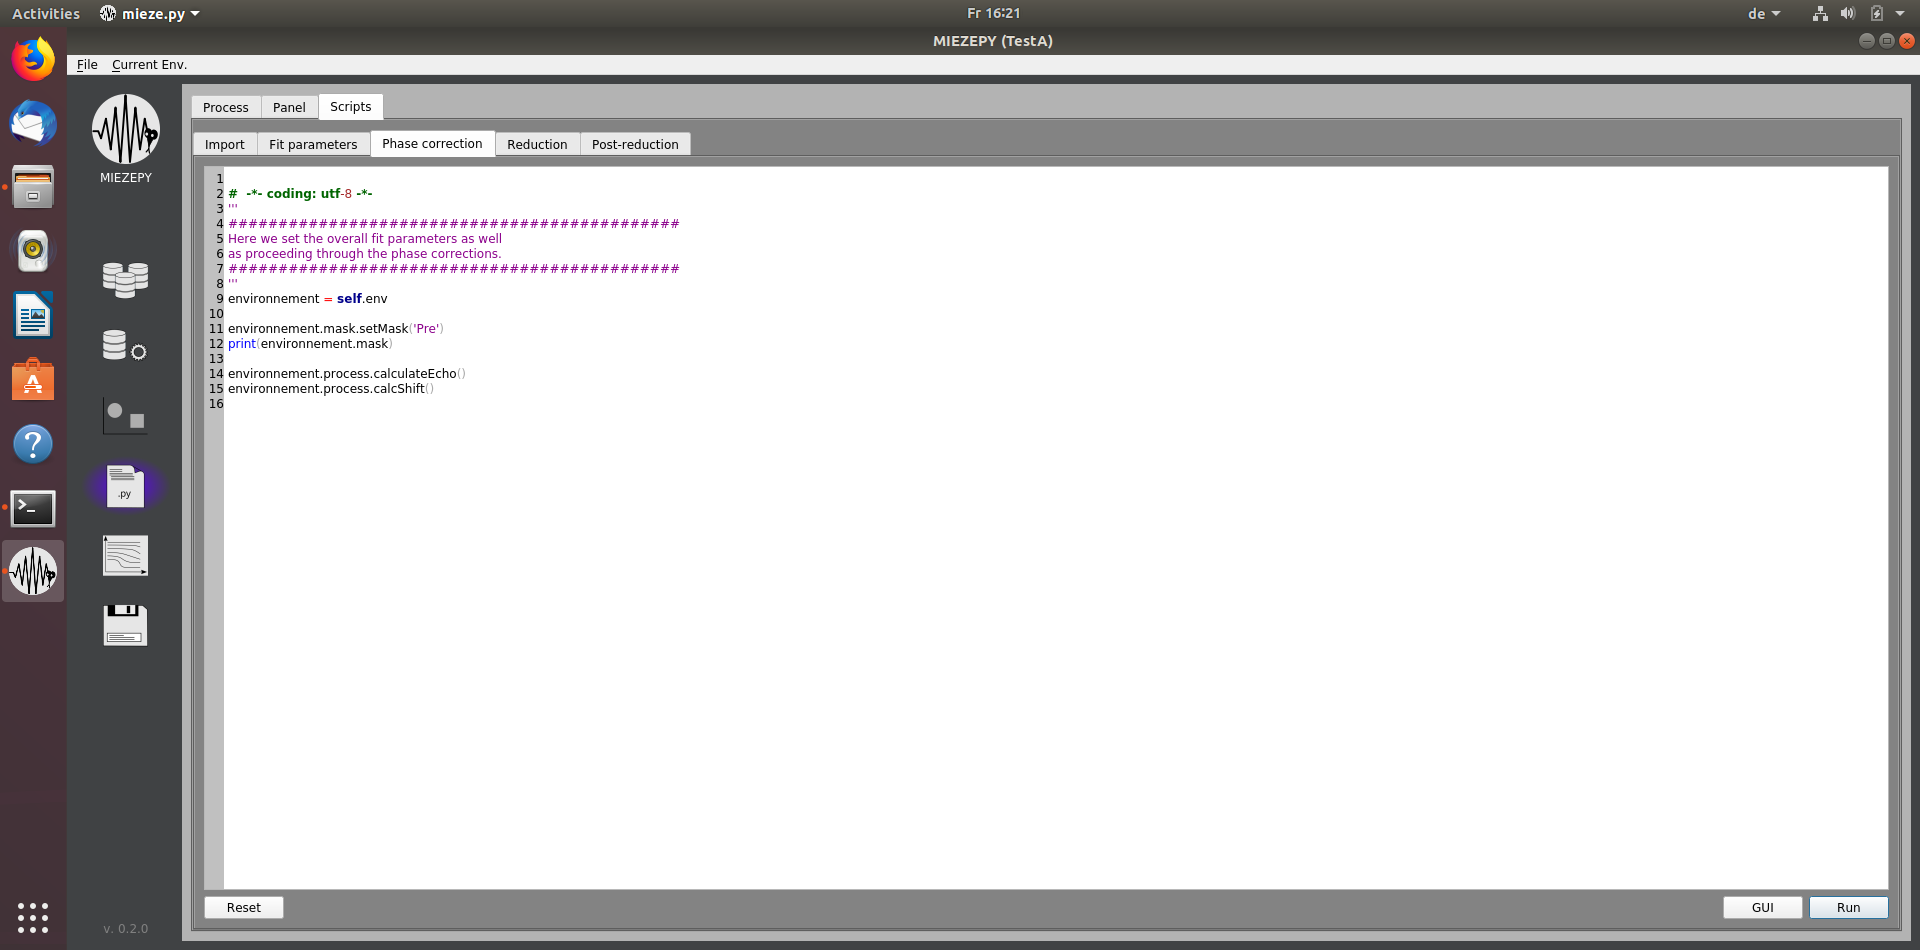 Activities mieze.py Fr 16:21 de
MIEZEPY (TestA)
File Current Env.
Process Panel Scripts
MIEZEPY
Import Fit parameters Phase correction Reduction Post-reduction
1
2 #  -*- coding: utf-8 -*-
3 '''
4 #############################################
5 Here we set the overall fit parameters as well
6 as proceeding through the phase corrections.
7 #############################################
8 '''
9 environnement = self.env
10
11 environnement.mask.setMask('Pre')
12 print(environnement.mask)
13
14 environnement.process.calculateEcho()
15 environnement.process.calcShift()
16
.py
Reset GUI Run
v. 0.2.0